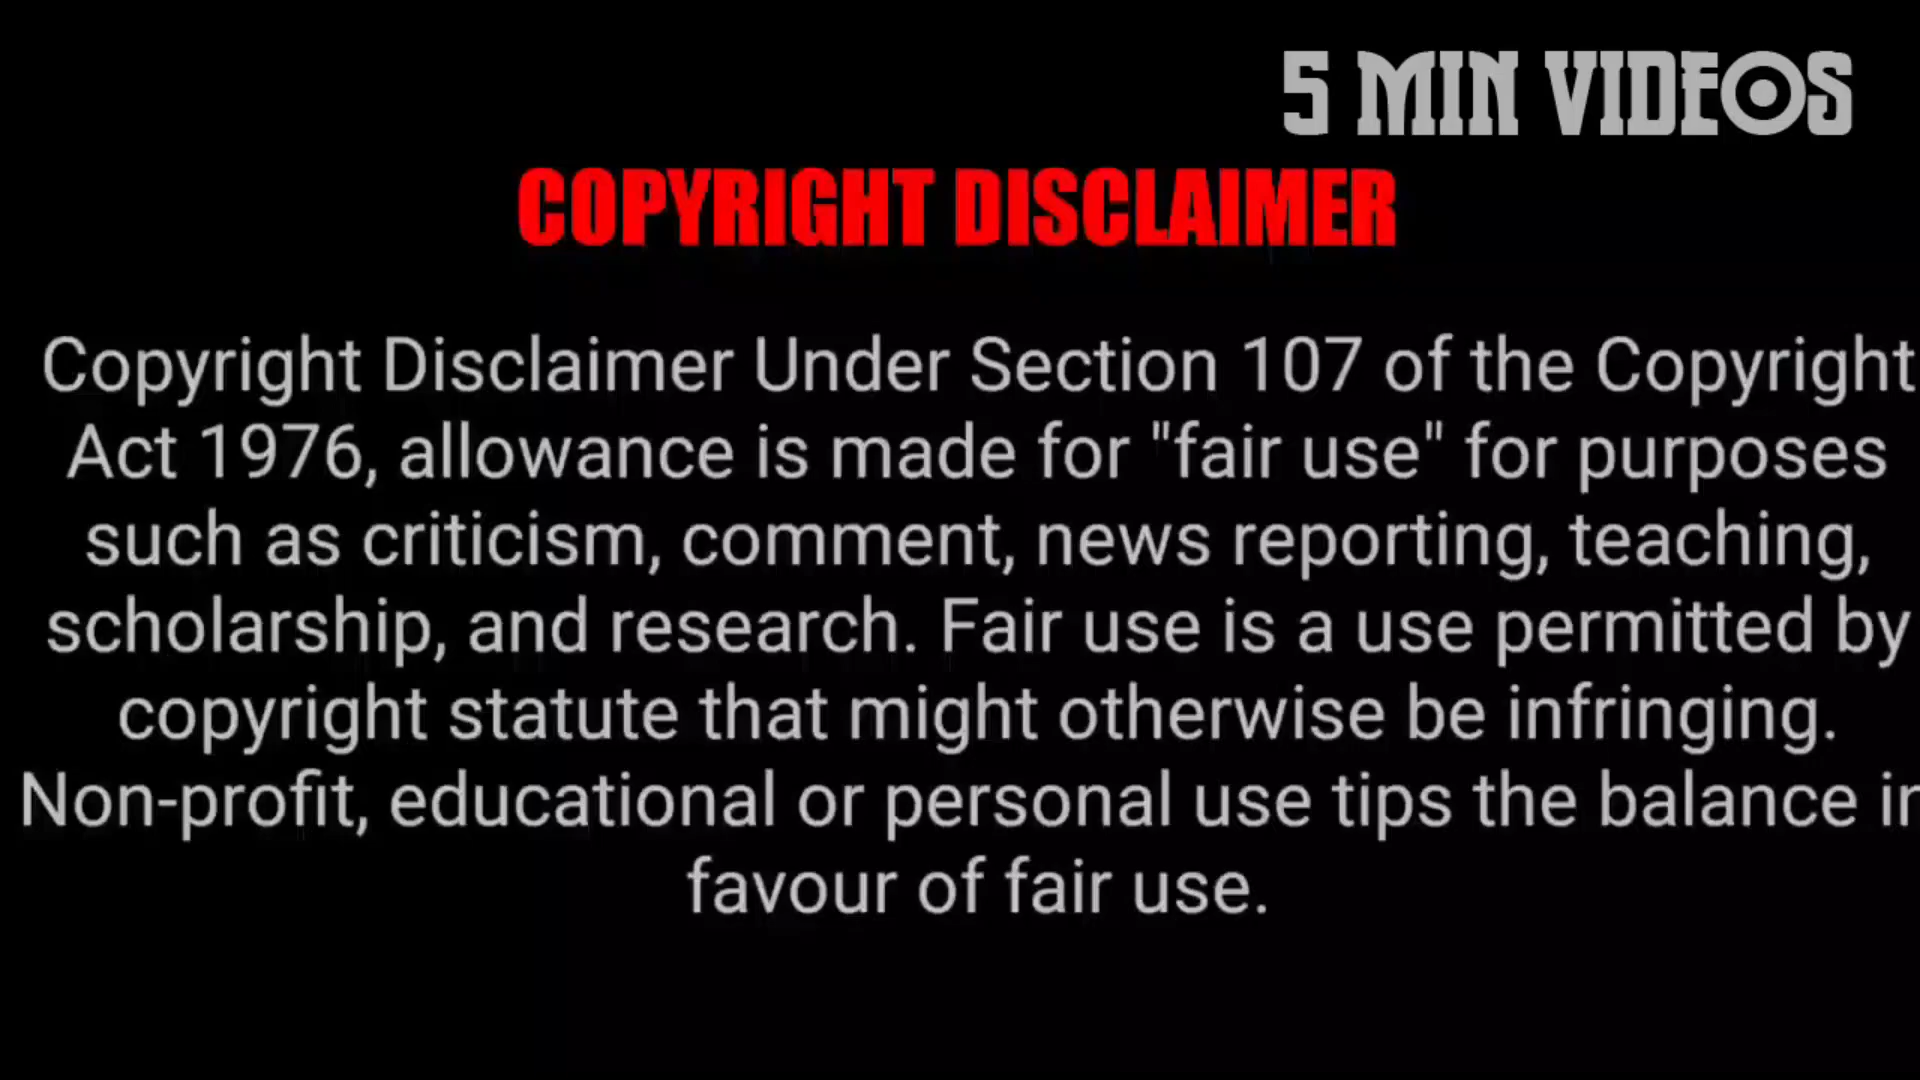 5 MIN VIDEOS
COPYRIGHT DISCLAIMER
Copyright Disclaimer Under Section 107 of the Copyright
Act 1976, allowance is made for "fair use" for purposes
such as criticism, comment, news reporting, teaching,
scholarship, and research. Fair use is a use permitted by
copyright statute that might otherwise be infringing.
Non-profit, educational or personal use tips the balance in
favour of fair use.